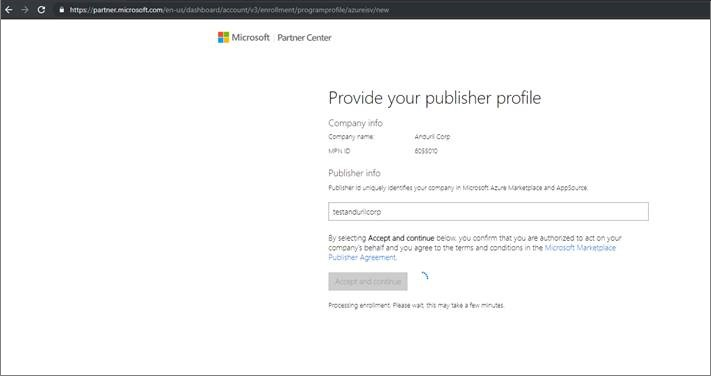 https://partner.microsoft.com/en-us/dashboard/account/v3/enrollment/programprofile/azureisv/new
Microsoft | Partner Center
Provide your publisher profile
Company info
Company name: Anduril Corp
MPN ID 6035010
Publisher info
Publisher Id uniquely identifies your company in Microsoft Azure Marketplace and AppSource.
testandurilcorp
By selecting Accept and continue below, you confirm that you are authorized to act on your
company's behalf and you agree to the terms and conditions in the Microsoft Marketplace
Publisher Agreement.
Accept and continue
Processing enrollment. Please wait, this may take a few minutes.